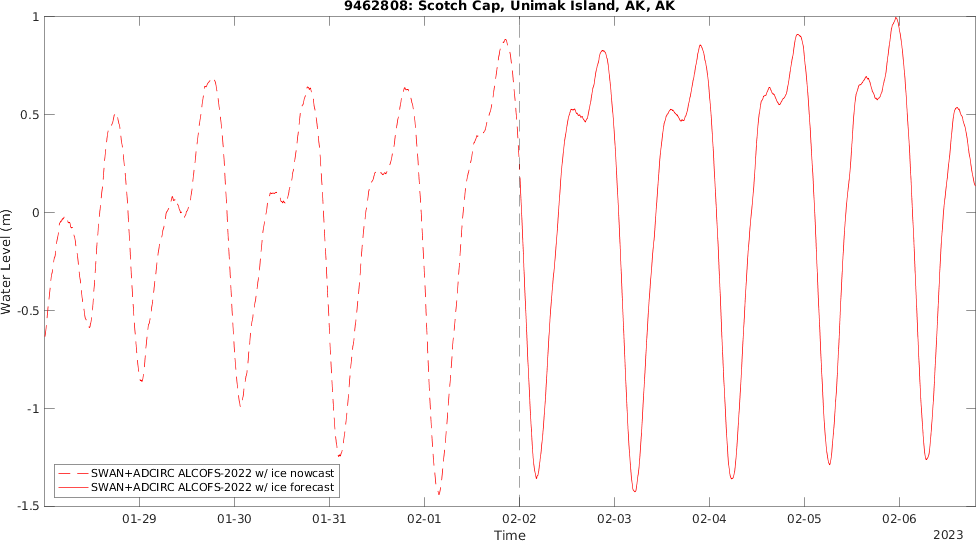 9462808: Scotch Cap, Unimak Island, AK, AK
1
0.5
0
-0.5
-1
-1.5
Water Level (m)
SWAN+ADCIRC ALCOFS-2022 w/ ice nowcast
SWAN+ADCIRC ALCOFS-2022 w/ ice forecast
01-29 01-30 01-31 02-01 02-02 02-03 02-04 02-05 02-06
Time
2023